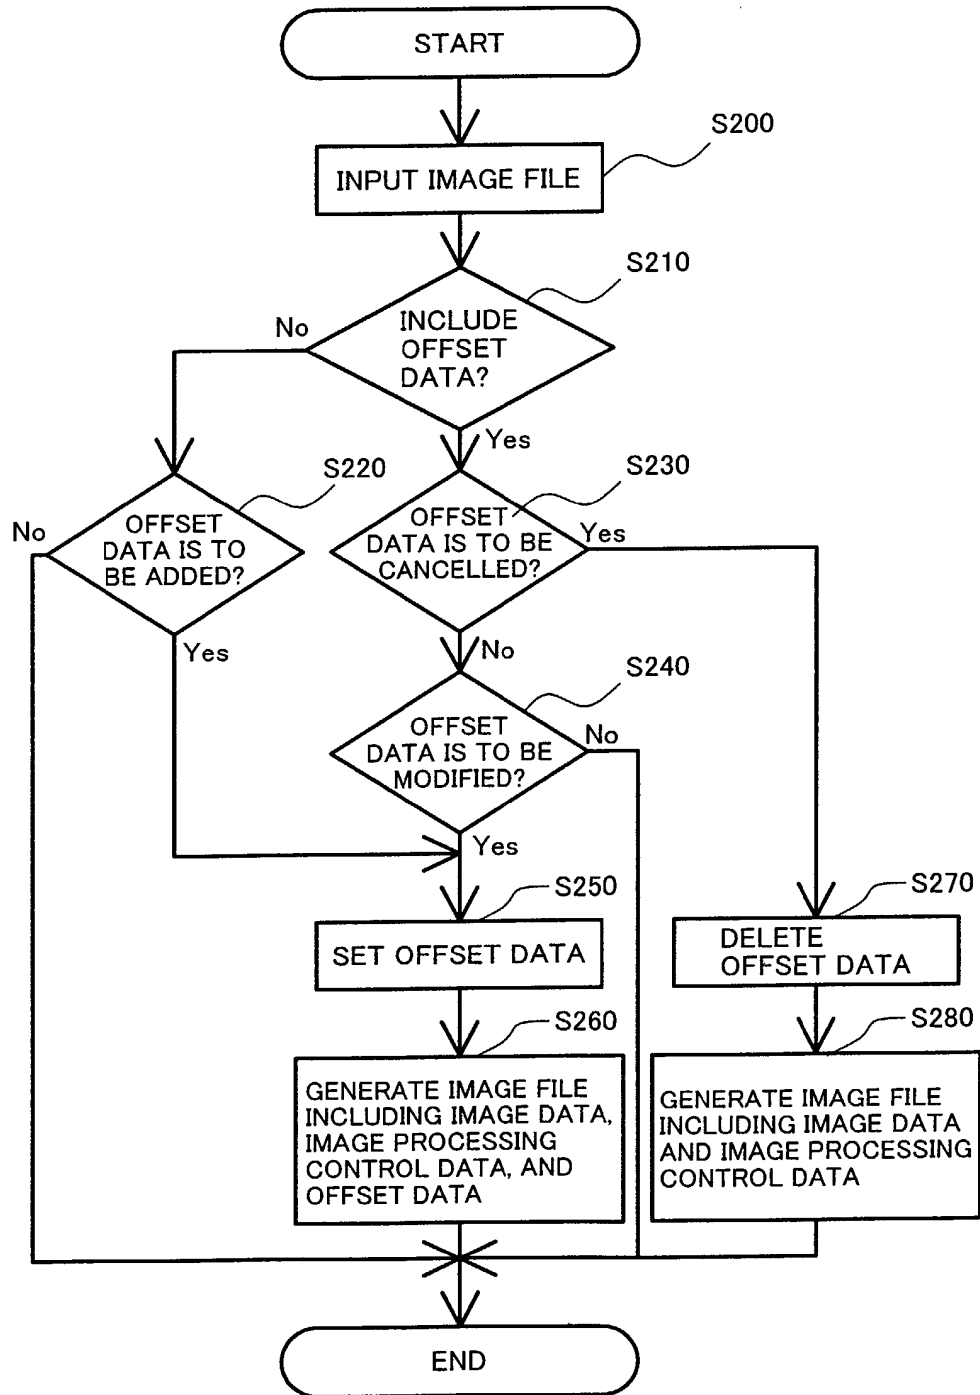 START
S200
INPUT IMAGE FILE
S210
No
INCLUDE
OFFSET
DATA?
Yes
S220
S230
No
OFFSET
DATA IS TO
BE ADDED?
OFFSET
DATA IS TO BE
CANCELLED?
Yes
Yes
No
S240
OFFSET
DATA IS TO BE
MODIFIED?
No
Yes
S250
S270
SET OFFSET DATA
DELETE
OFFSET DATA
S260
S280
GENERATE IMAGE FILE
INCLUDING IMAGE DATA,
IMAGE PROCESSING
CONTROL DATA, AND
OFFSET DATA
GENERATE IMAGE FILE
INCLUDING IMAGE DATA
AND IMAGE PROCESSING
CONTROL DATA
END